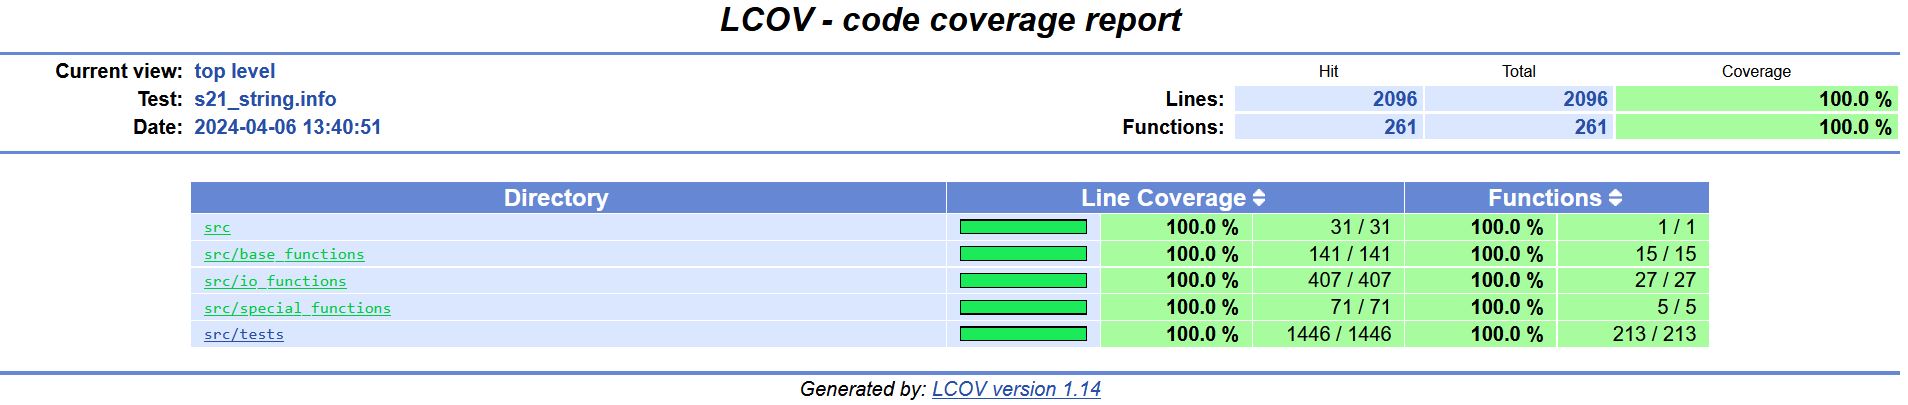 LCOV - code coverage report
Current view: top level Hit Total Coverage
Test: s21_string.info Lines: 2096 2096 100.0 %
Date: 2024-04-06 13:40:51 Functions: 261 261 100.0 %
Directory Line Coverage Functions
src 100.0 % 31 / 31 100.0 % 1 / 1
src/base_functions 100.0 % 141 / 141 100.0 % 15 / 15
src/io_functions 100.0 % 407 / 407 100.0 % 27 / 27
src/special_functions 100.0 % 71 / 71 100.0 % 5 / 5
src/tests 100.0 % 1446 / 1446 100.0 % 213 / 213
Generated by: LCOV version 1.14